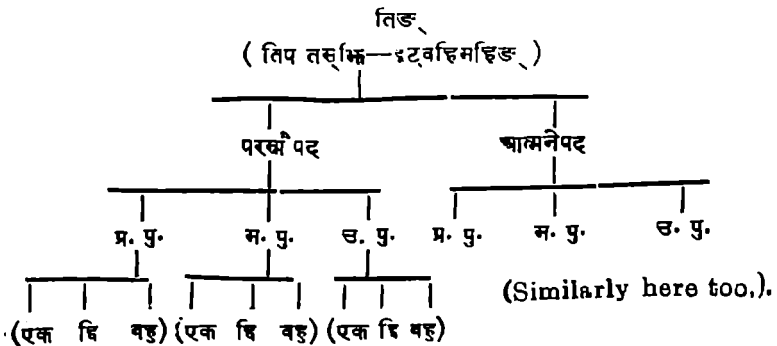 तिङ्
( तिप तस्झि—इट्वहिमहिङ् )
परस्मैपद आत्मनेपद
प्र. पु. म. पु. उ. पु. प्र. पु. म. पु. उ. पु.
(Similarly here too.).
(एक द्वि बहु) (एक द्वि बहु) (एक द्वि बहु)